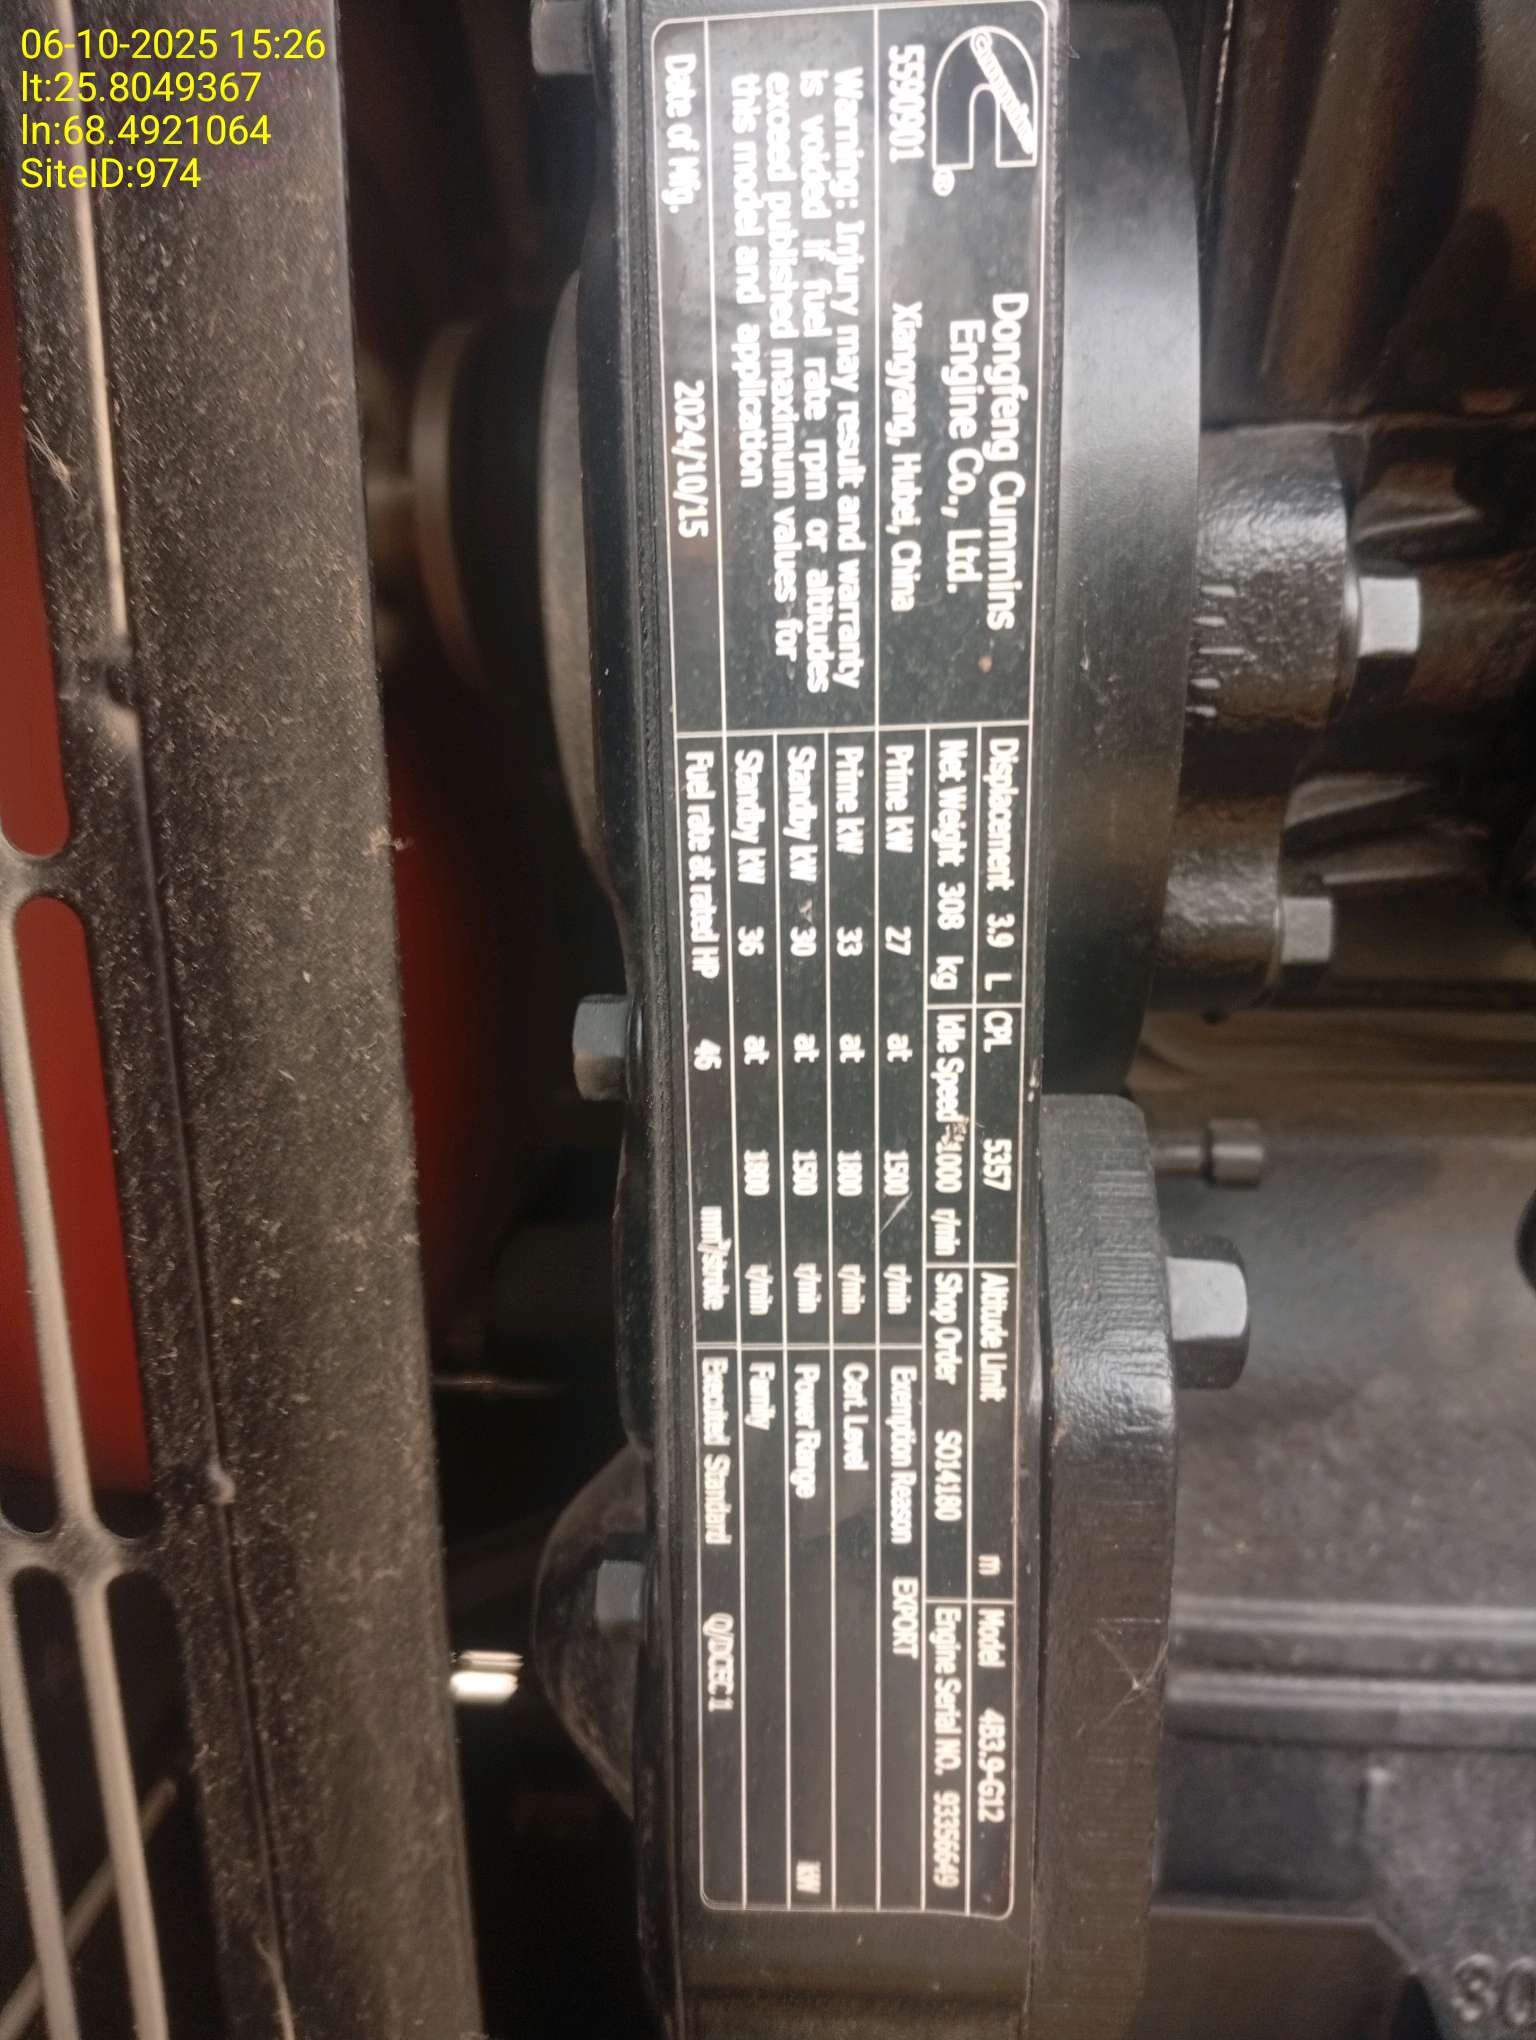 06-10-2025 15:26
lt:25.8049367
ln:68.4921064
SiteID:974
Cummins ®
5590901
Dongfeng Cummins
Engine Co., Ltd.
Xiangyang, Hubei, China
Warning: Injury may result and warranty
is voided if fuel rate rpm or altitudes
exceed published maximum values for
this model and application
Date of Mfg. 2024/10/15
Displacement 3.9 L CPL 5357 Altitude Limit m Model 4B3.9-G12
Net Weight 308 kg Idle Speed 1000 r/min Shop Order SO14180 Engine Serial NO. 93356649
Prime kW 27 at 1500 r/min Exemption Reason EXPORT
Prime kW 33 at 1800 r/min Cert. Level
Standby kW 30 at 1500 r/min Power Range kW
Standby kW 36 at 1800 r/min Family
Fuel rate at rated HP 46 mm³/stroke Executed Standard Q/DCEC 1